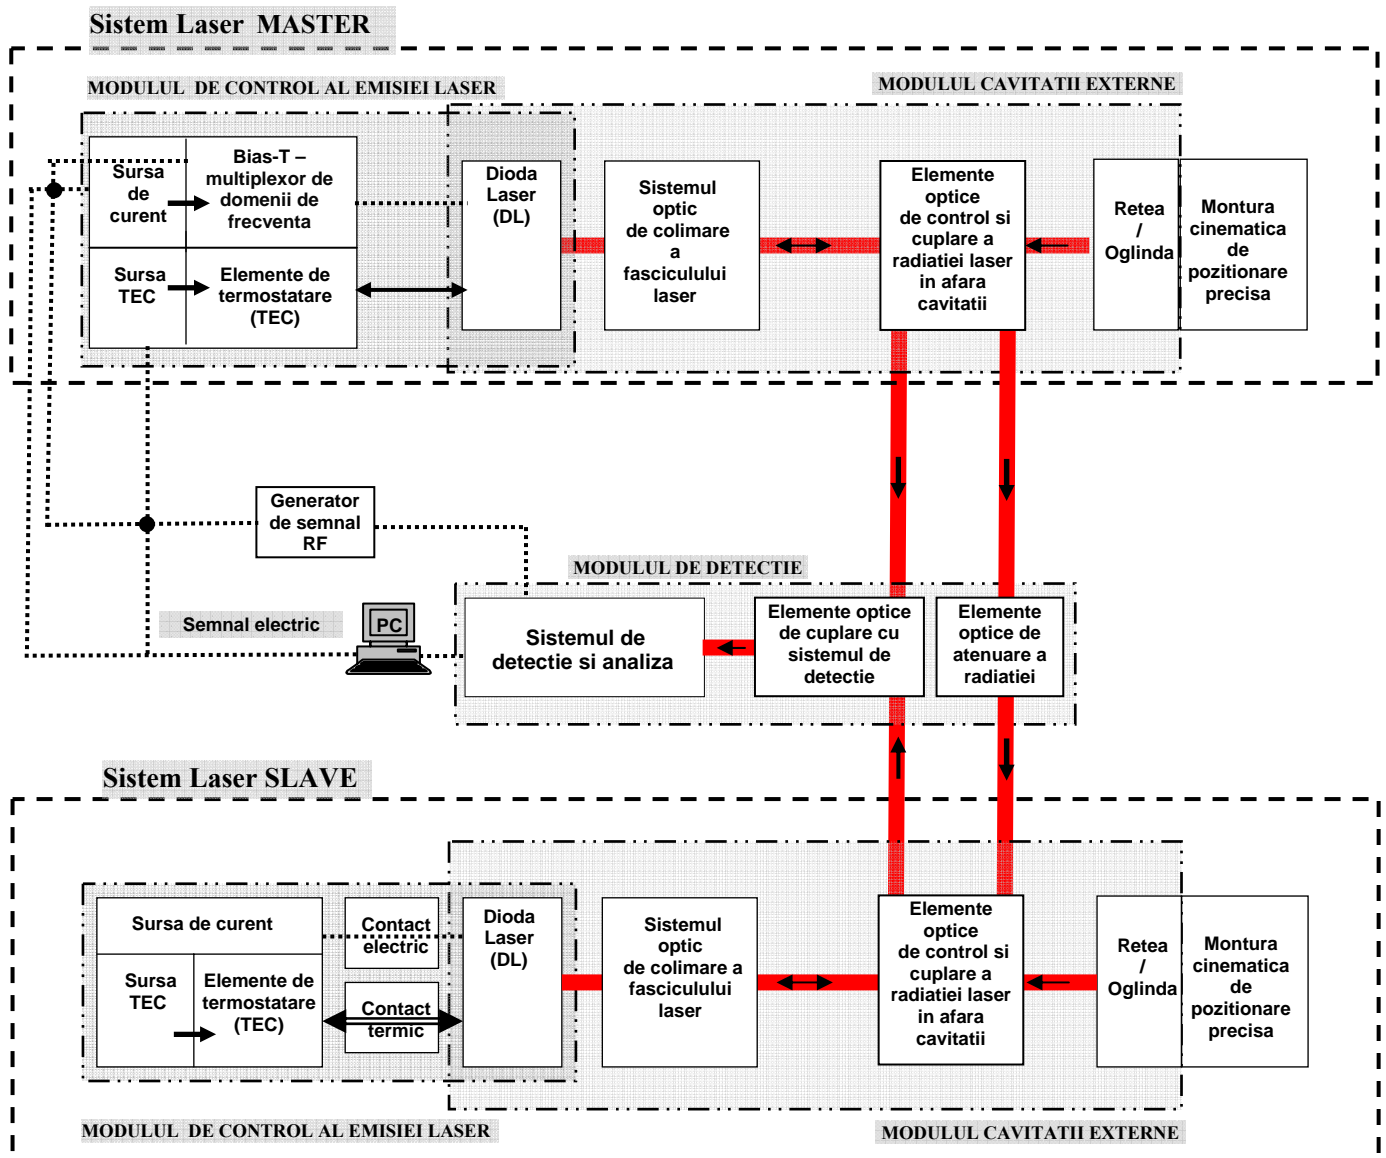 Sistem Laser  MASTER
MODULUL  DE CONTROL AL EMISIEI LASER
MODULUL CAVITATII EXTERNE
Sursa
de
curent
Bias-T –
multiplexor de
domenii de
frecventa
Sursa
TEC
Elemente de
termostatare
(TEC)
Dioda
Laser
(DL)
Sistemul
optic
de colimare
a
fasciculului
laser
Elemente
optice
de control si
cuplare a
radiatiei laser
in afara
cavitatii
Retea
/
Oglinda
Montura
cinematica
de
pozitionare
precisa
Generator
de semnal
RF
MODULUL DE DETECTIE
Semnal electric
PC
Sistemul de
detectie si analiza
Elemente optice
de cuplare cu
sistemul de
detectie
Elemente
optice de
atenuare a
radiatiei
Sistem Laser SLAVE
Sursa de curent
Sursa
TEC
Elemente de
termostatare
(TEC)
Contact
electric
Contact
termic
Dioda
Laser
(DL)
Sistemul
optic
de colimare a
fasciculului
laser
Elemente
optice
de control si
cuplare a
radiatiei laser
in afara
cavitatii
Retea
/
Oglinda
Montura
cinematica
de
pozitionare
precisa
MODULUL  DE CONTROL AL EMISIEI LASER
MODULUL CAVITATII EXTERNE